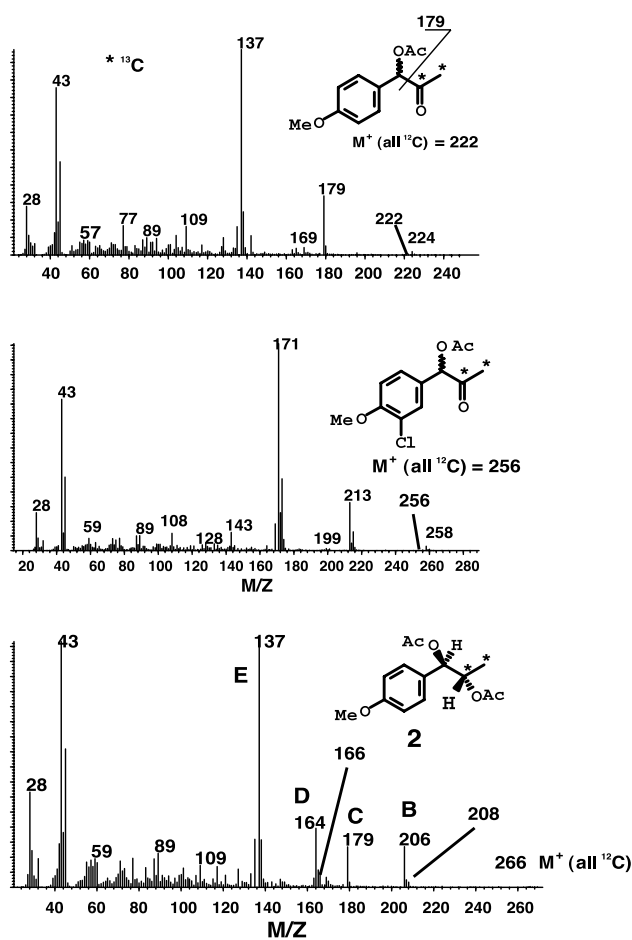 179
* ¹³C
137
43
OAc
*
*
O
MeO
M⁺ (all ¹²C) = 222
179
28
57
77
89
109
169
222
224
40 60 80 100 120 140 160 180 200 220 240
171
43
O Ac
*
*
O
MeO
Cl
M⁺ (all ¹²C) = 256
213
256
28
59
89
108
128
143
199
258
20 40 60 80 100 120 140 160 180 200 220 240 260 280
M/Z
43
137
AcO
H
*
*
OAc
H
MeO
2
E
166
28
D
164
C
179
B
206
208
59
89
109
266 M⁺ (all ¹²C)
40 60 80 100 120 140 160 180 200 220 240 260
M/Z